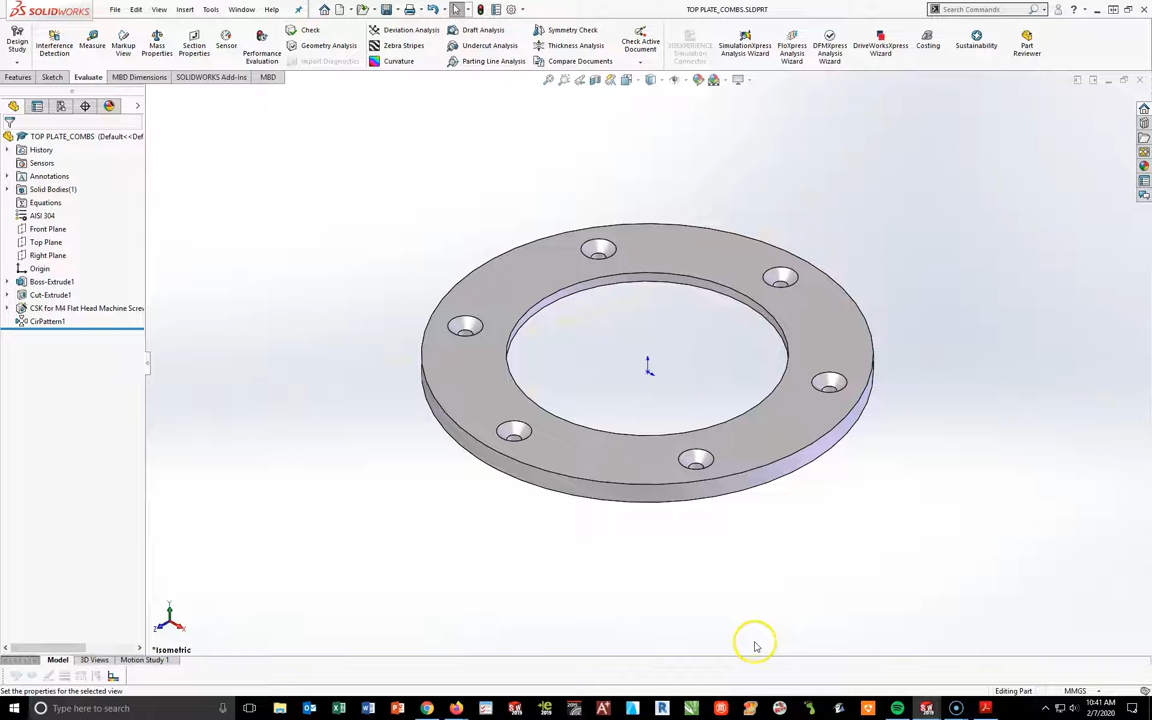 SOLIDWORKS File Edit View Insert Tools Window Help TOP PLATE_COMBS.SLDPRT Search Commands
Design Study
Interference Detection
Measure
Markup View
Mass Properties
Section Properties
Sensor
Performance Evaluation
Check
Geometry Analysis
Import Diagnostics
Deviation Analysis
Zebra Stripes
Curvature
Draft Analysis
Undercut Analysis
Parting Line Analysis
Symmetry Check
Thickness Analysis
Compare Documents
Check Active Document
3DEXPERIENCE Simulation Connector
SimulationXpress Analysis Wizard
FloXpress Analysis Wizard
DFMXpress Analysis Wizard
DriveWorksXpress Wizard
Costing
Sustainability
Part Reviewer
Features Sketch Evaluate MBD Dimensions SOLIDWORKS Add-Ins MBD
TOP PLATE_COMBS (Default<<Def
History
Sensors
Annotations
Solid Bodies(1)
Equations
AISI 304
Front Plane
Top Plane
Right Plane
Origin
Boss-Extrude1
Cut-Extrude1
CSK for M4 Flat Head Machine Screw
CirPattern1
Y
Z X
*Isometric
Model 3D Views Motion Study 1
Set the properties for the selected view Editing Part MMGS
Type here to search
10:41 AM
2/7/2020